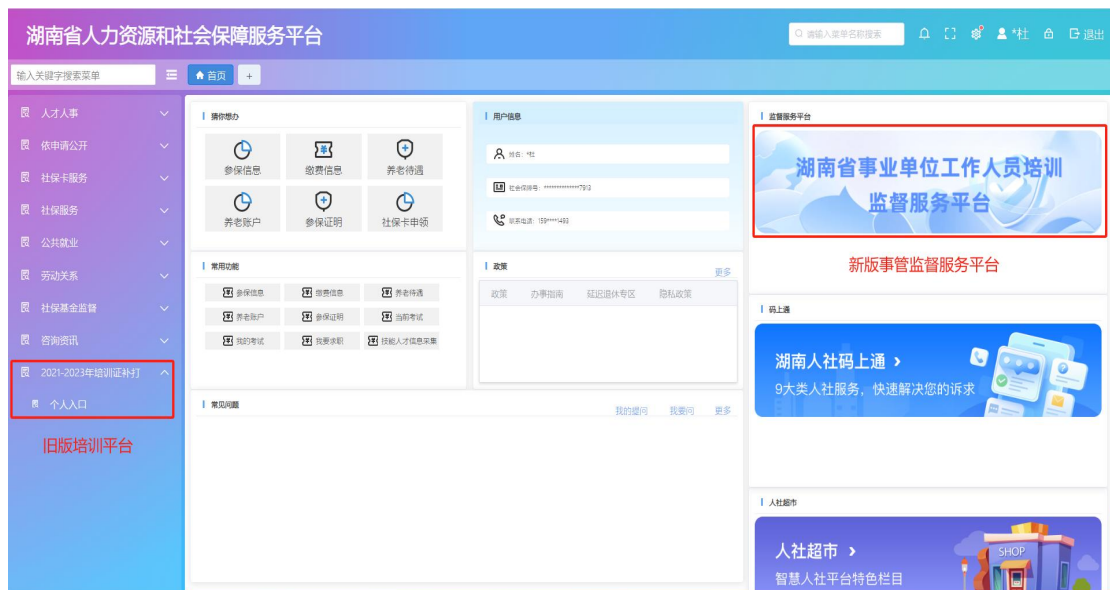 湖南省人力资源和社会保障服务平台
请输入菜单名称搜索
*杜
退出
输入关键字搜索菜单
首页
+
人才人事
依申请公开
社保卡服务
社保服务
公共就业
劳动关系
社保基金监督
咨询资讯
2021-2023年培训证补打
个人入口
旧版培训平台
猜你想办
参保信息 缴费信息 养老待遇
养老账户 参保证明 社保卡申领
用户信息
姓名: *杜
社会保障号: **************7913
联系电话: 159****1493
监督服务平台
湖南省事业单位工作人员培训
监督服务平台
新版事管监督服务平台
常用功能
参保信息 缴费信息 养老待遇
养老账户 参保证明 当前考试
我的考试 我要求职 技能人才信息采集
政策
更多
政策 办事指南 延迟退休专区 隐私政策
码上通
湖南人社码上通 >
9大类人社服务，快速解决您的诉求
常见问题
我的提问 我要问 更多
人社超市
人社超市 >
智慧人社平台特色栏目
SHOP